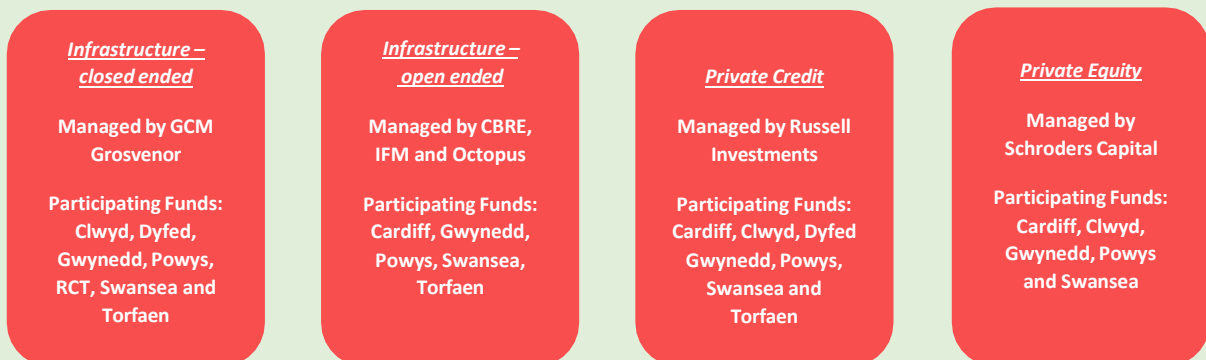 Infrastructure –
closed ended
Managed by GCM
Grosvenor
Participating Funds:
Clwyd, Dyfed,
Gwynedd, Powys,
RCT, Swansea and
Torfaen
Infrastructure –
open ended
Managed by CBRE,
IFM and Octopus
Participating Funds:
Cardiff, Gwynedd,
Powys, Swansea,
Torfaen
Private Credit
Managed by Russell
Investments
Participating Funds:
Cardiff, Clwyd, Dyfed
Gwynedd, Powys,
Swansea and
Torfaen
Private Equity
Managed by
Schroders Capital
Participating Funds:
Cardiff, Clwyd,
Gwynedd, Powys
and Swansea